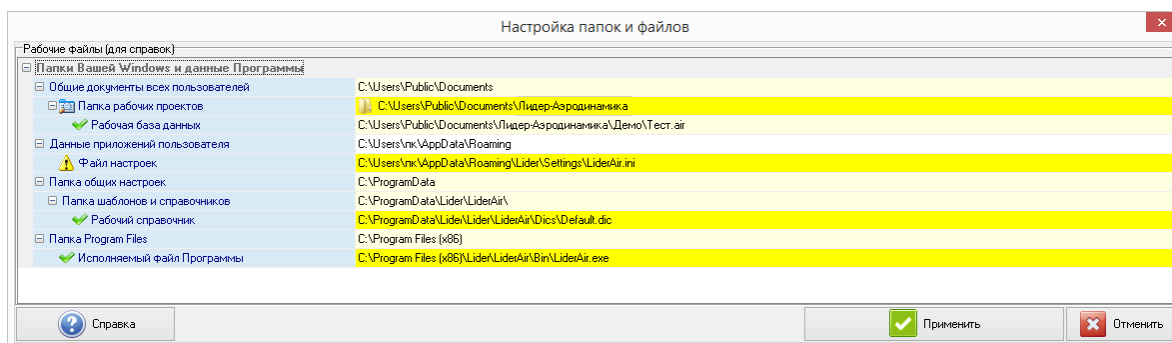 Настройка папок и файлов
Рабочие файлы (для справок)
Папки Вашей Windows и данные Программы
Общие документы всех пользователей C:\Users\Public\Documents
Папка рабочих проектов C:\Users\Public\Documents\Лидер-Аэродинамика
Рабочая база данных C:\Users\Public\Documents\Лидер-Аэродинамика\Демо\Тест.air
Данные приложений пользователя C:\Users\пк\AppData\Roaming
Файл настроек C:\Users\пк\AppData\Roaming\Lider\Settings\LiderAir.ini
Папка общих настроек C:\ProgramData
Папка шаблонов и справочников C:\ProgramData\Lider\LiderAir\
Рабочий справочник C:\ProgramData\Lider\Lider\LiderAir\Dics\Default.dic
Папка Program Files C:\Program Files (x86)
Исполняемый файл Программы C:\Program Files (x86)\Lider\LiderAir\Bin\LiderAir.exe
Справка Применить Отменить